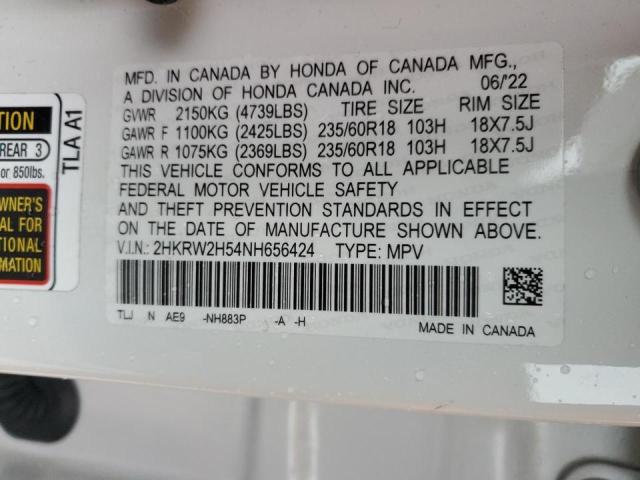 MFD. IN CANADA BY HONDA OF CANADA MFG.,
A DIVISION OF HONDA CANADA INC. 06/'22
GVWR 2150KG (4739LBS) TIRE SIZE RIM SIZE
GAWR F 1100KG (2425LBS) 235/60R18 103H 18X7.5J
GAWR R 1075KG (2369LBS) 235/60R18 103H 18X7.5J
THIS VEHICLE CONFORMS TO ALL APPLICABLE
FEDERAL MOTOR VEHICLE SAFETY
AND THEFT PREVENTION STANDARDS IN EFFECT
ON THE DATE OF MANUFACTURE SHOWN ABOVE.
V.I.N.: 2HKRW2H54NH656424 TYPE: MPV
TLJ N AE9 -NH883P -A -H
MADE IN CANADA
TION
REAR 3
or 850lbs.
WNER'S
AL FOR
TIONAL
RMATION
TLA A1